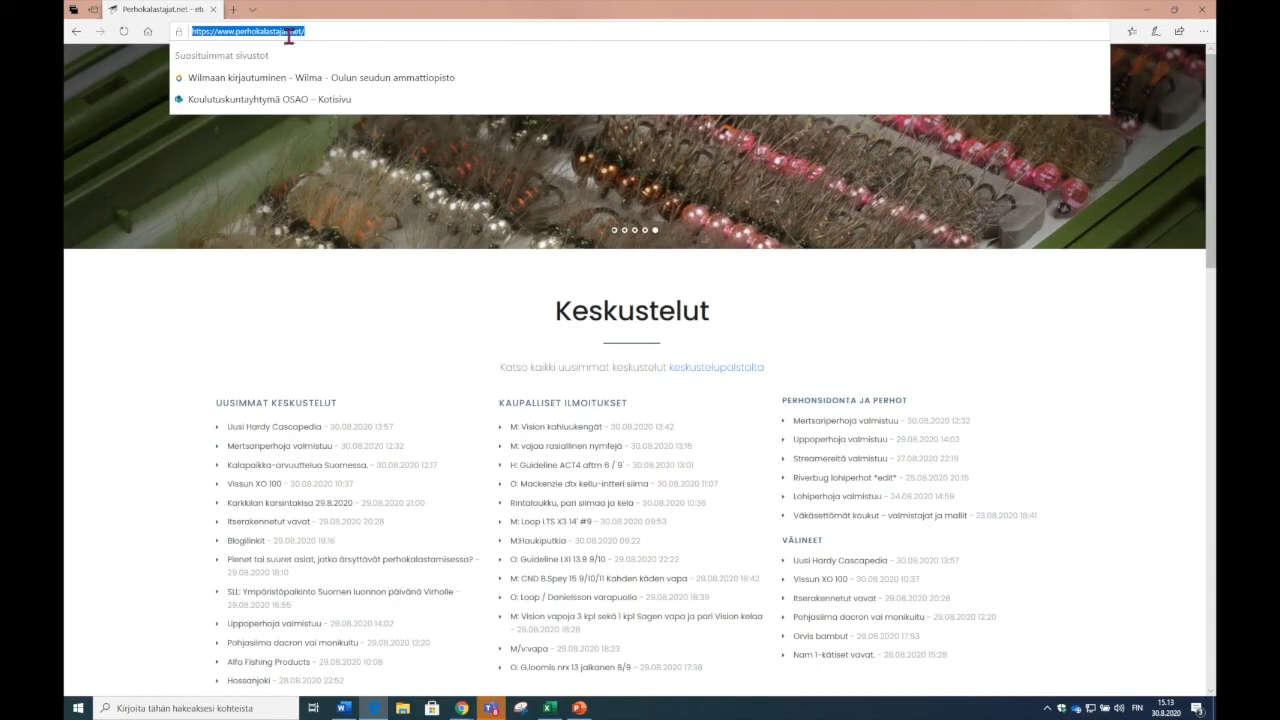 Perhokalastajat.net - etu
https://www.perhokalastajat.net/
Suosituimmat sivustot
Wilmaan kirjautuminen - Wilma - Oulun seudun ammattiopisto
Koulutuskuntayhtymä OSAO – Kotisivu
Keskustelut
Katso kaikki uusimmat keskustelut keskustelupalstalta
UUSIMMAT KESKUSTELUT
Uusi Hardy Cascapedia - 30.08.2020 13:57
Mertsariperhoja valmistuu - 30.08.2020 12:32
Kalapaikka-arvuuttelua Suomessa. - 30.08.2020 12:17
Vissun XO 100 - 30.08.2020 10:37
Karkkilan karsintakisa 29.8.2020 - 29.08.2020 21:00
Itserakennetut vavat - 29.08.2020 20:28
Blogilinkit - 29.08.2020 19:16
Pienet tai suuret asiat, jotka ärsyttävät perhokalastamisessa? -
29.08.2020 18:10
SLL: Ympäristöpalkinto Suomen luonnon päivänä Virholle -
29.08.2020 16:55
Uppoperhoja valmistuu - 29.08.2020 14:02
Pohjasiima dacron vai monikuitu - 29.08.2020 12:20
Alfa Fishing Products - 29.08.2020 10:08
Hossanjoki - 28.08.2020 22:52
KAUPALLISET ILMOITUKSET
M: Vision kahluukengät - 30.08.2020 13:42
M: vajaa rasiallinen nymfejä - 30.08.2020 13:15
H: Guideline ACT4 aftm 6 / 9' - 30.08.2020 13:01
O: Mackenzie dtx kellu-intteri siima - 30.08.2020 11:07
Rintalaukku, pari siimaa ja kela - 30.08.2020 10:36
M: Loop LTS X3 14' #9 - 30.08.2020 09:53
M:Haukiputkia - 30.08.2020 09:22
O: Guideline LXI 13.9 9/10 - 29.08.2020 22:22
M: CND B.Spey 15 9/10/11 Kahden käden vapa - 29.08.2020 18:42
O: Loop / Danielsson varapuolia - 29.08.2020 18:39
M: Vision vapoja 3 kpl sekä 1 kpl Sagen vapa ja pari Vision kelaa
- 29.08.2020 18:28
M/v:vapa - 29.08.2020 18:23
O: G.loomis nrx 13 jalkanen 8/9 - 29.08.2020 17:38
PERHONSIDONTA JA PERHOT
Mertsariperhoja valmistuu - 30.08.2020 12:32
Uppoperhoja valmistuu - 29.08.2020 14:02
Streamereitä valmistuu - 27.08.2020 22:19
Riverbug lohiperhot *edit* - 25.08.2020 20:15
Lohiperhoja valmistuu - 24.08.2020 14:59
Väkäsettömät koukut - valmistajat ja mallit - 23.08.2020 18:41
VÄLINEET
Uusi Hardy Cascapedia - 30.08.2020 13:57
Vissun XO 100 - 30.08.2020 10:37
Itserakennetut vavat - 29.08.2020 20:28
Pohjasiima dacron vai monikuitu - 29.08.2020 12:20
Orvis bambut - 28.08.2020 17:53
Nam 1-kätiset vavat. - 28.08.2020 15:28
Kirjoita tähän hakeaksesi kohteista
FIN
15.13
30.8.2020